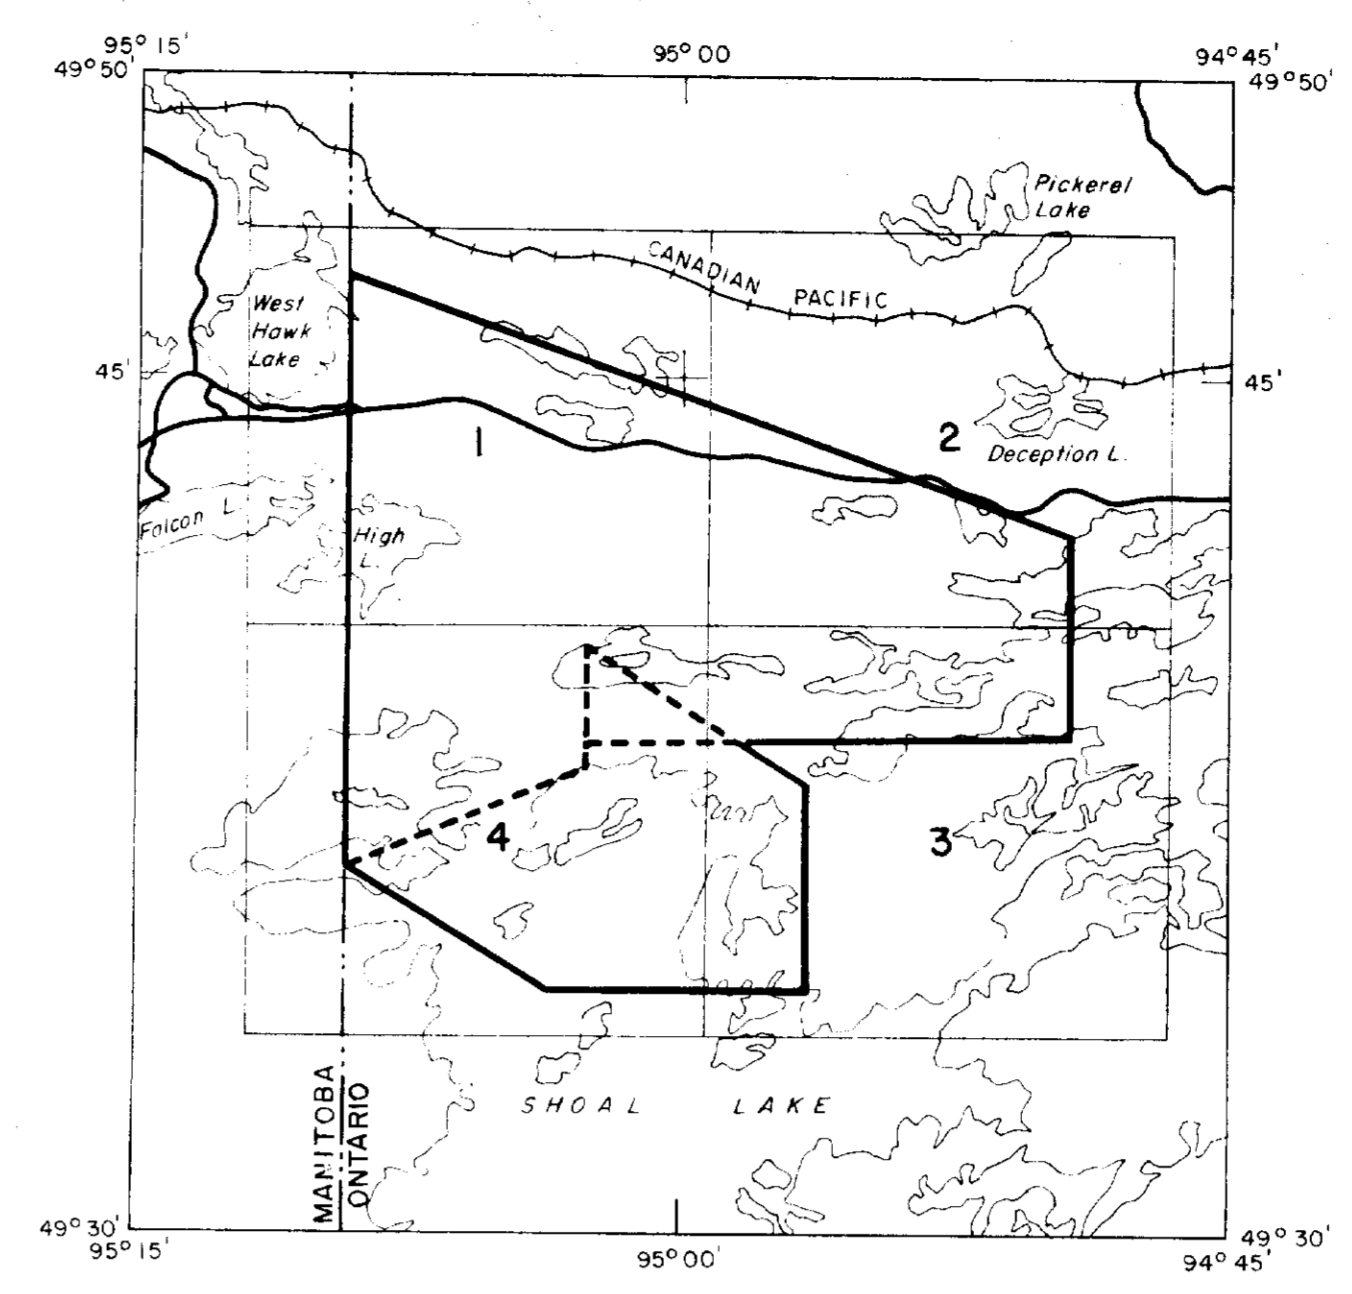 95° 15'
95° 00
94° 45'
49° 50'
49° 50'
Pickerel
Lake
CANADIAN
PACIFIC
West
Hawk
Lake
45'
45'
1
2
Deception L.
Falcon L.
High
L.
4
3
SHOAL LAKE
MANITOBA
ONTARIO
49° 30'
49° 30'
95° 15'
95° 00'
94° 45'